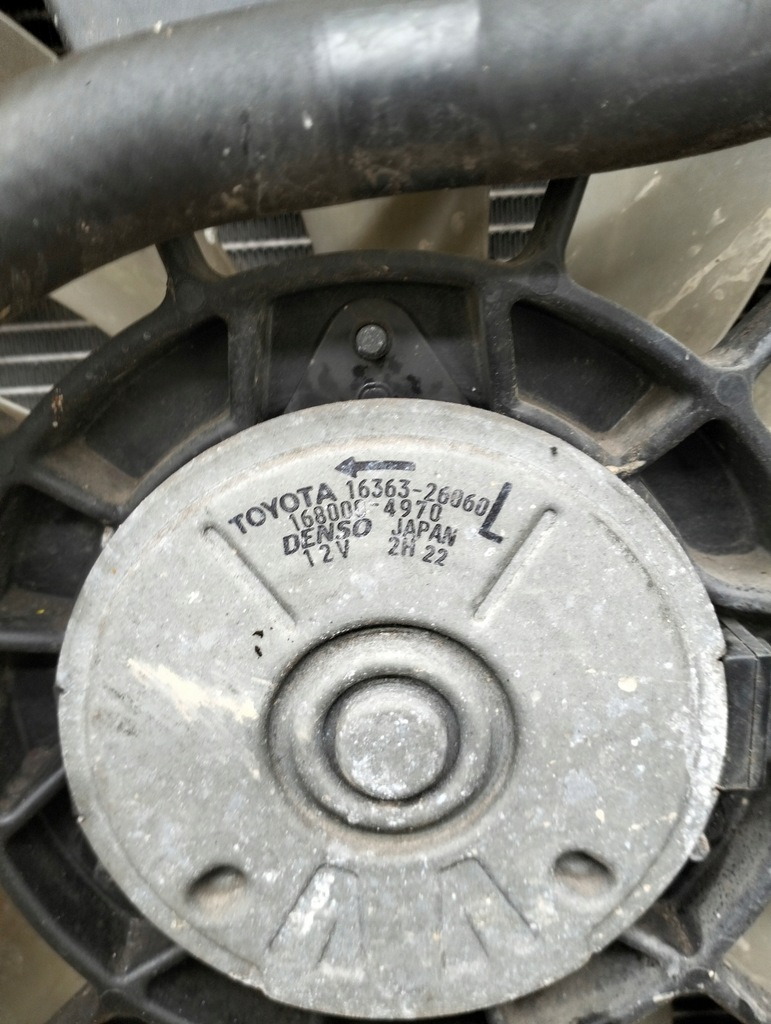 ←
TOYOTA 16363-26060 L
168000-4970
DENSO JAPAN
12V 2H 22